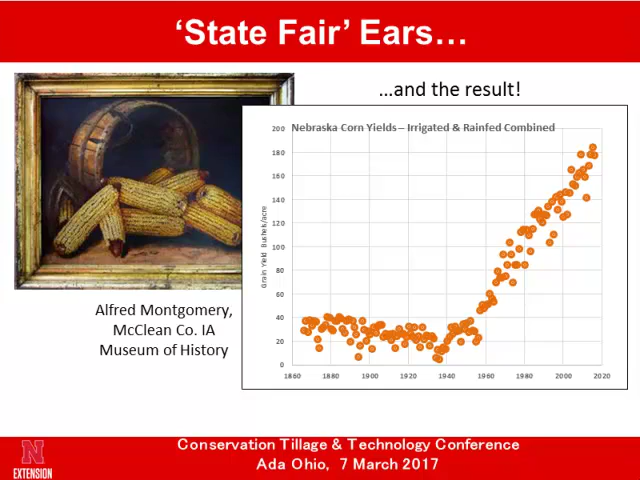 ‘State Fair’ Ears…
…and the result!
Nebraska Corn Yields – Irrigated & Rainfed Combined
Grain Yield Bushels/acre
200
180
160
140
120
100
80
60
40
20
0
1860 1880 1900 1920 1940 1960 1980 2000 2020
Alfred Montgomery,
McClean Co. IA
Museum of History
N
EXTENSION
Conservation Tillage & Technology Conference
Ada Ohio, 7 March 2017